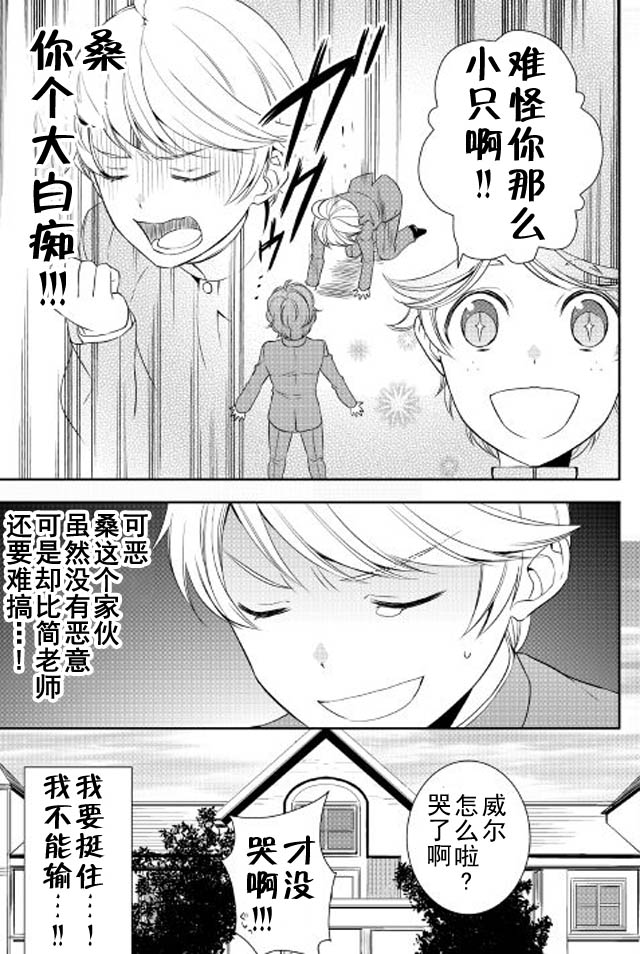 难怪你那么
小只啊!!
桑
你个大白痴!!!
可恶
桑这个家伙
虽然没有恶意
可是却比简老师
还要难搞…!
威尔
怎么啦?
哭了啊
才没
哭啊!!!
我要挺住…!
我不能输…!!